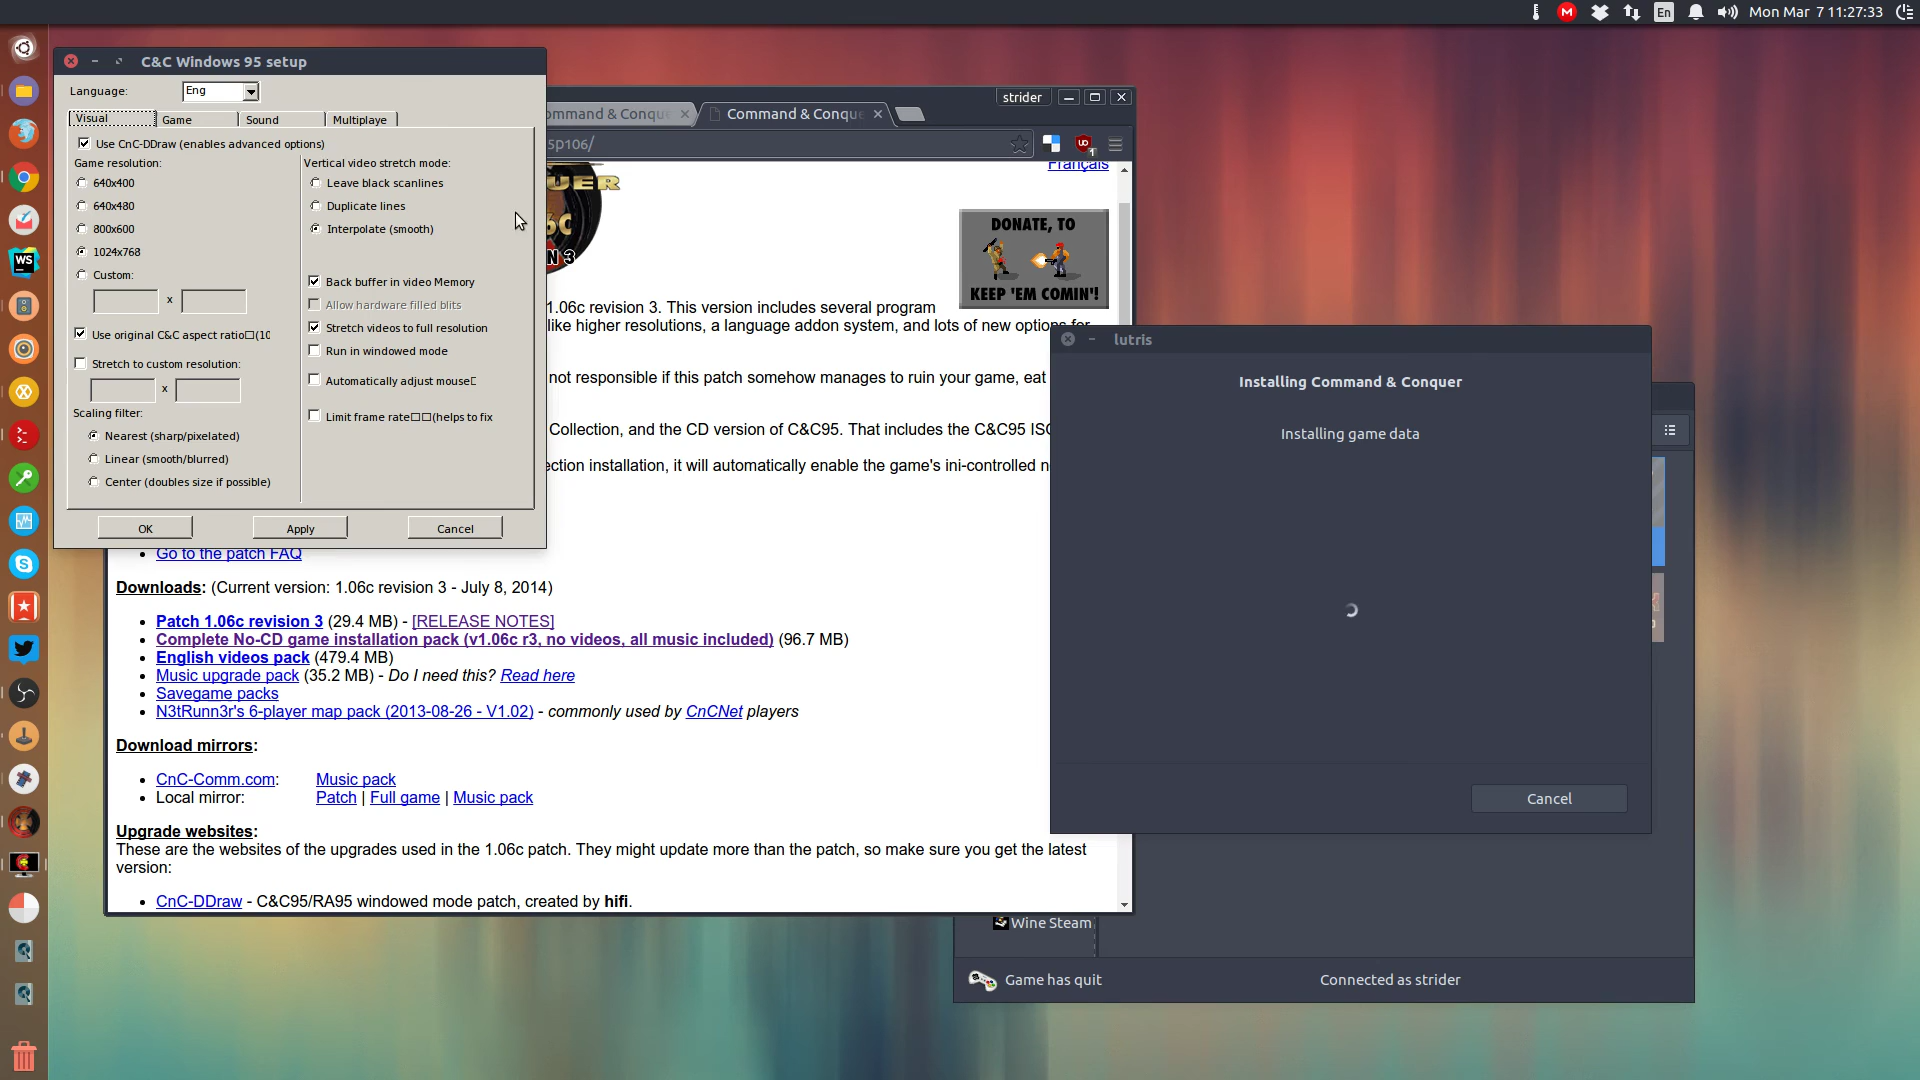 En
Mon Mar 7 11:27:33
C&C Windows 95 setup
Language:
Eng
Visual
Game
Sound
Multiplaye
Use CnC-DDraw (enables advanced options)
Game resolution:
640x400
640x480
800x600
1024x768
Custom:
x
Use original C&C aspect ratio□(10
Stretch to custom resolution:
x
Scaling filter:
Nearest (sharp/pixelated)
Linear (smooth/blurred)
Center (doubles size if possible)
Vertical video stretch mode:
Leave black scanlines
Duplicate lines
Interpolate (smooth)
Back buffer in video Memory
Allow hardware filled blits
Stretch videos to full resolution
Run in windowed mode
Automatically adjust mouse
Limit frame rate□□(helps to fix
OK
Apply
Cancel
strider
ommand & Conqu
Command & Conque
5p106/
Français
UER
N 3
DONATE, TO
KEEP 'EM COMIN'!
1.06c revision 3. This version includes several program
like higher resolutions, a language addon system, and lots of new options for
not responsible if this patch somehow manages to ruin your game, eat
Collection, and the CD version of C&C95. That includes the C&C95 ISO
ction installation, it will automatically enable the game's ini-controlled n
Go to the patch FAQ
Downloads: (Current version: 1.06c revision 3 - July 8, 2014)
Patch 1.06c revision 3 (29.4 MB) - [RELEASE NOTES]
Complete No-CD game installation pack (v1.06c r3, no videos, all music included) (96.7 MB)
English videos pack (479.4 MB)
Music upgrade pack (35.2 MB) - Do I need this? Read here
Savegame packs
N3tRunn3r's 6-player map pack (2013-08-26 - V1.02) - commonly used by CnCNet players
Download mirrors:
CnC-Comm.com: Music pack
Local mirror: Patch | Full game | Music pack
Upgrade websites:
These are the websites of the upgrades used in the 1.06c patch. They might update more than the patch, so make sure you get the latest
version:
CnC-DDraw - C&C95/RA95 windowed mode patch, created by hifi.
lutris
Installing Command & Conquer
Installing game data
Cancel
Wine Steam
Game has quit
Connected as strider
WS